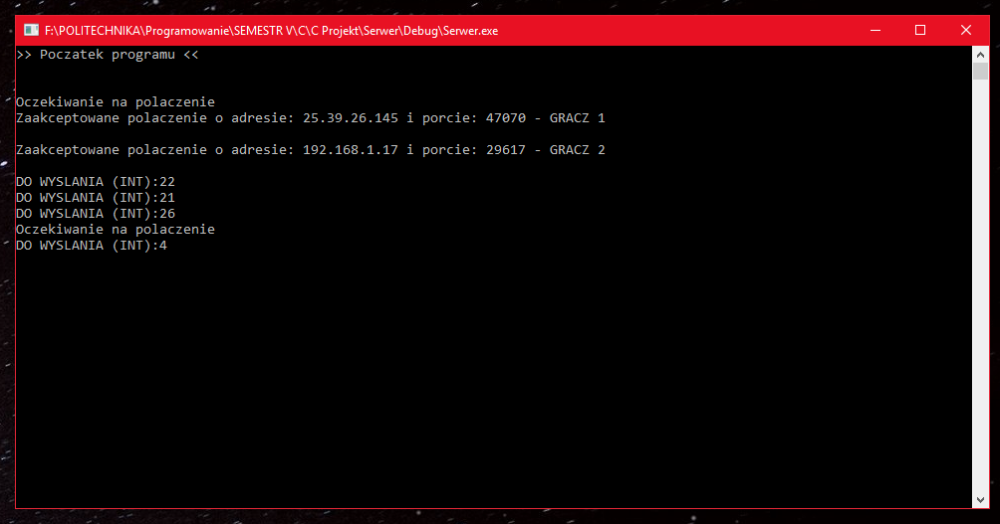 F:\POLITECHNIKA\Programowanie\SEMESTR V\C\C Projekt\Serwer\Debug\Serwer.exe
>> Poczatek programu <<
Oczekiwanie na polaczenie
Zaakceptowane polaczenie o adresie: 25.39.26.145 i porcie: 47070 - GRACZ 1
Zaakceptowane polaczenie o adresie: 192.168.1.17 i porcie: 29617 - GRACZ 2
DO WYSLANIA (INT):22
DO WYSLANIA (INT):21
DO WYSLANIA (INT):26
Oczekiwanie na polaczenie
DO WYSLANIA (INT):4